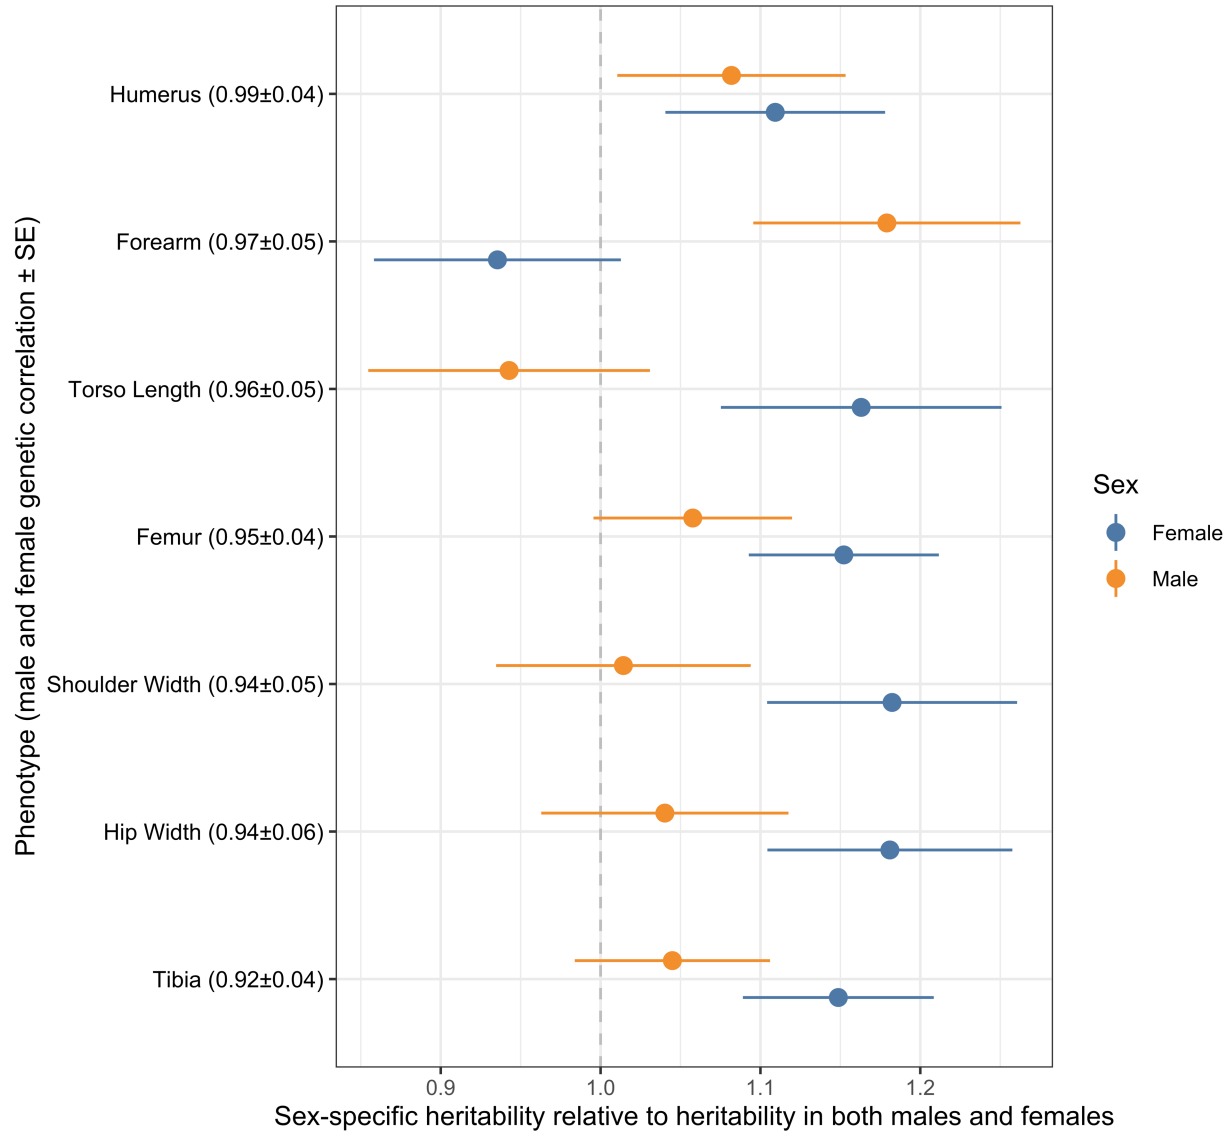 Phenotype (male and female genetic correlation ± SE)
Humerus (0.99±0.04)
Forearm (0.97±0.05)
Torso Length (0.96±0.05)
Femur (0.95±0.04)
Shoulder Width (0.94±0.05)
Hip Width (0.94±0.06)
Tibia (0.92±0.04)
0.9 1.0 1.1 1.2
Sex-specific heritability relative to heritability in both males and females
Sex
Female
Male